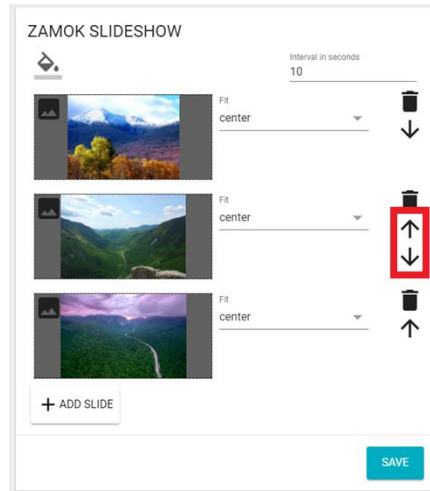 ZAMOK SLIDESHOW
Interval in seconds
10
Fit
center
Fit
center
Fit
center
ADD SLIDE
SAVE